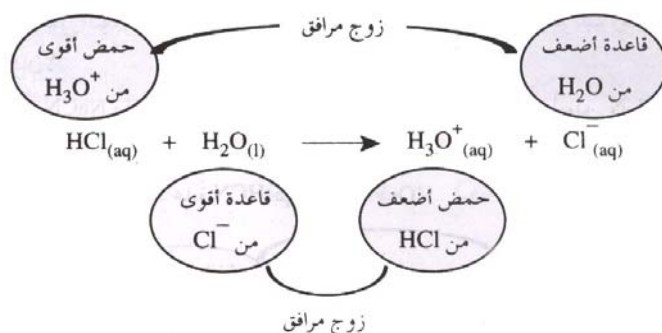 زوج مرافق
حمض أقوى
من H₃O⁺
قاعدة أضعف
من H₂O
HCl(aq) + H₂O(l) ⟶ H₃O⁺(aq) + Cl⁻(aq)
قاعدة أقوى
من Cl⁻
حمض أضعف
من HCl
زوج مرافق